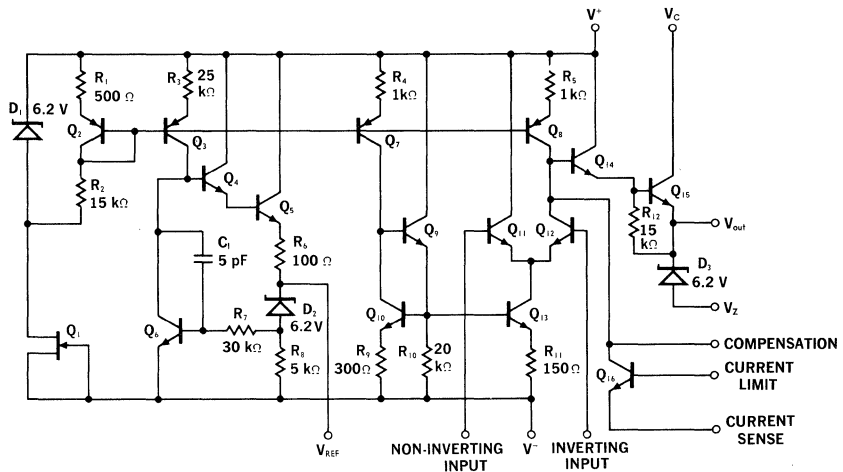 V⁺
V_C
R₁
500 Ω
R₃
25
kΩ
R₄
1kΩ
R₅
1kΩ
D₁
6.2 V
Q₂
Q₃
Q₇
Q₈
Q₄
Q₁₄
Q₁₅
R₂
15 kΩ
Q₅
Q₉
Q₁₁
Q₁₂
R₁₂
15
kΩ
V_out
C₁
5 pF
R₆
100 Ω
D₃
6.2V
V_Z
Q₁
Q₆
R₇
30 kΩ
D₂
6.2V
Q₁₀
Q₁₃
R₈
5 kΩ
R₉
300Ω
R₁₀
20
kΩ
R₁₁
150Ω
COMPENSATION
Q₁₆
CURRENT
LIMIT
V_REF
NON-INVERTING
INPUT
V⁻
INVERTING
INPUT
CURRENT
SENSE